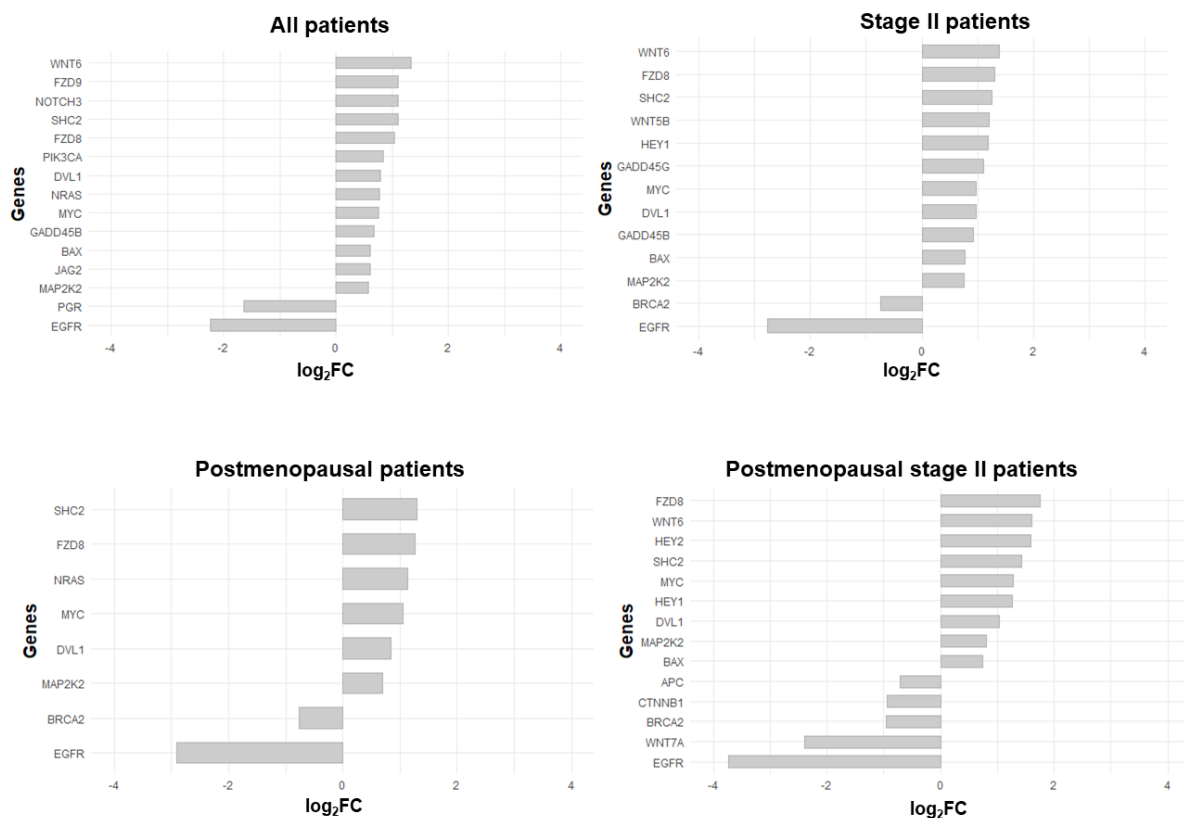 All patients
WNT6
FZD9
NOTCH3
SHC2
FZD8
PIK3CA
DVL1
NRAS
MYC
GADD45B
BAX
JAG2
MAP2K2
PGR
EGFR
Genes
-4 -2 0 2 4
log₂FC
Stage II patients
WNT6
FZD8
SHC2
WNT5B
HEY1
GADD45G
MYC
DVL1
GADD45B
BAX
MAP2K2
BRCA2
EGFR
Genes
-4 -2 0 2 4
log₂FC
Postmenopausal patients
SHC2
FZD8
NRAS
MYC
DVL1
MAP2K2
BRCA2
EGFR
Genes
-4 -2 0 2 4
log₂FC
Postmenopausal stage II patients
FZD8
WNT6
HEY2
SHC2
MYC
HEY1
DVL1
MAP2K2
BAX
APC
CTNNB1
BRCA2
WNT7A
EGFR
Genes
-4 -2 0 2 4
log₂FC